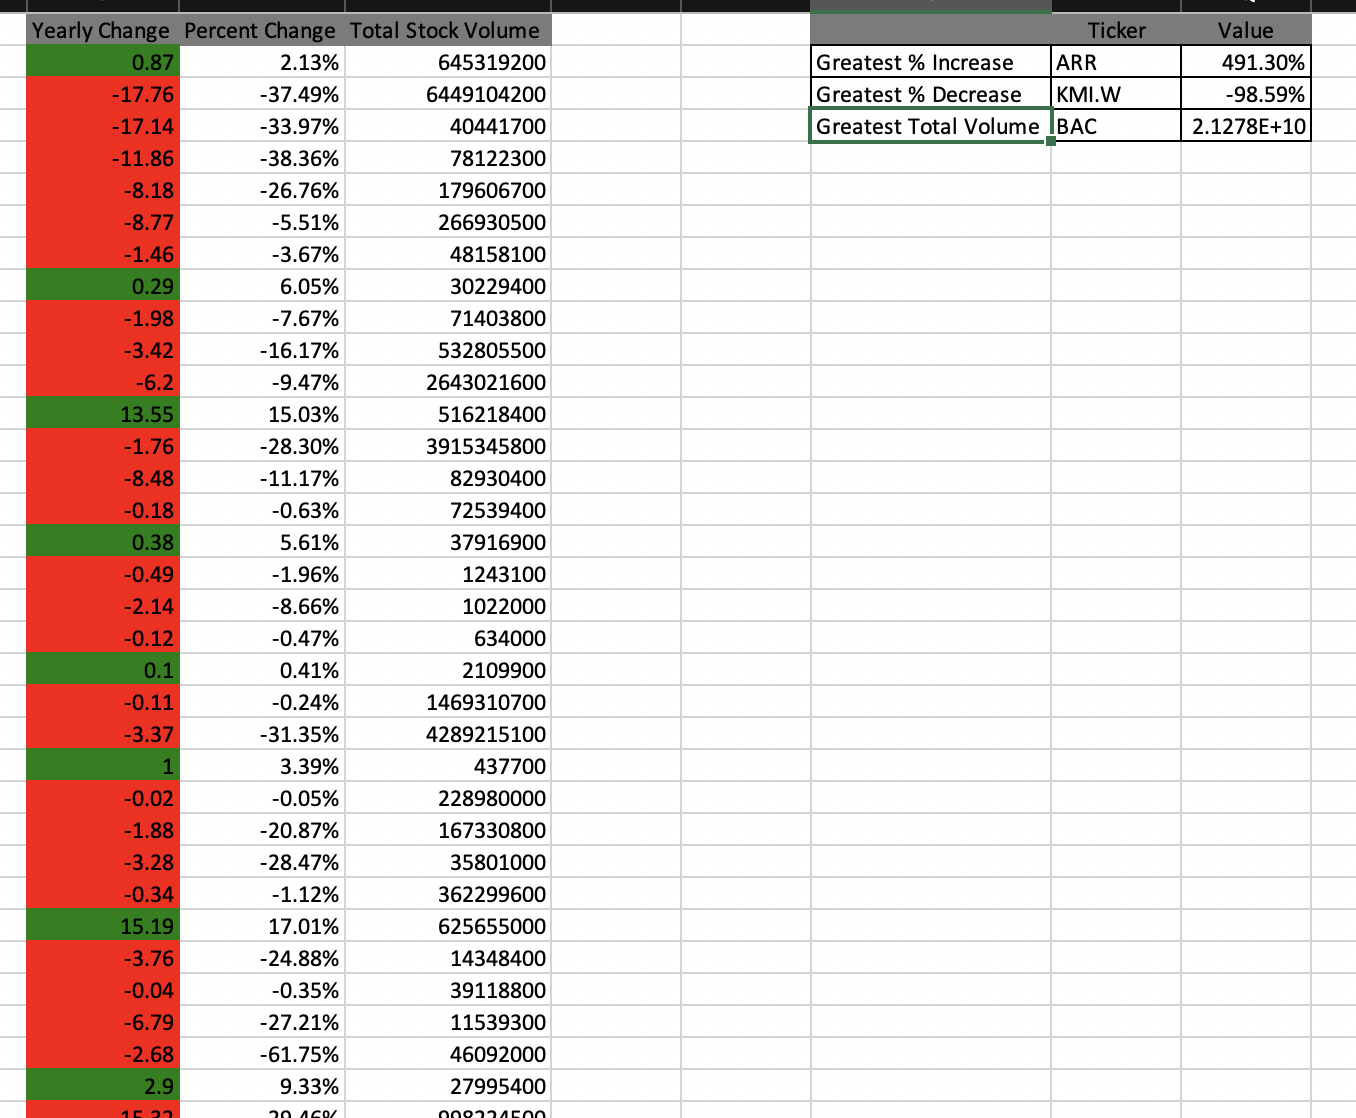 Yearly Change Percent Change Total Stock Volume Ticker Value
0.87 2.13% 645319200 Greatest % Increase ARR 491.30%
-17.76 -37.49% 6449104200 Greatest % Decrease KMI.W -98.59%
-17.14 -33.97% 40441700 Greatest Total Volume BAC 2.1278E+10
-11.86 -38.36% 78122300
-8.18 -26.76% 179606700
-8.77 -5.51% 266930500
-1.46 -3.67% 48158100
0.29 6.05% 30229400
-1.98 -7.67% 71403800
-3.42 -16.17% 532805500
-6.2 -9.47% 2643021600
13.55 15.03% 516218400
-1.76 -28.30% 3915345800
-8.48 -11.17% 82930400
-0.18 -0.63% 72539400
0.38 5.61% 37916900
-0.49 -1.96% 1243100
-2.14 -8.66% 1022000
-0.12 -0.47% 634000
0.1 0.41% 2109900
-0.11 -0.24% 1469310700
-3.37 -31.35% 4289215100
1 3.39% 437700
-0.02 -0.05% 228980000
-1.88 -20.87% 167330800
-3.28 -28.47% 35801000
-0.34 -1.12% 362299600
15.19 17.01% 625655000
-3.76 -24.88% 14348400
-0.04 -0.35% 39118800
-6.79 -27.21% 11539300
-2.68 -61.75% 46092000
2.9 9.33% 27995400